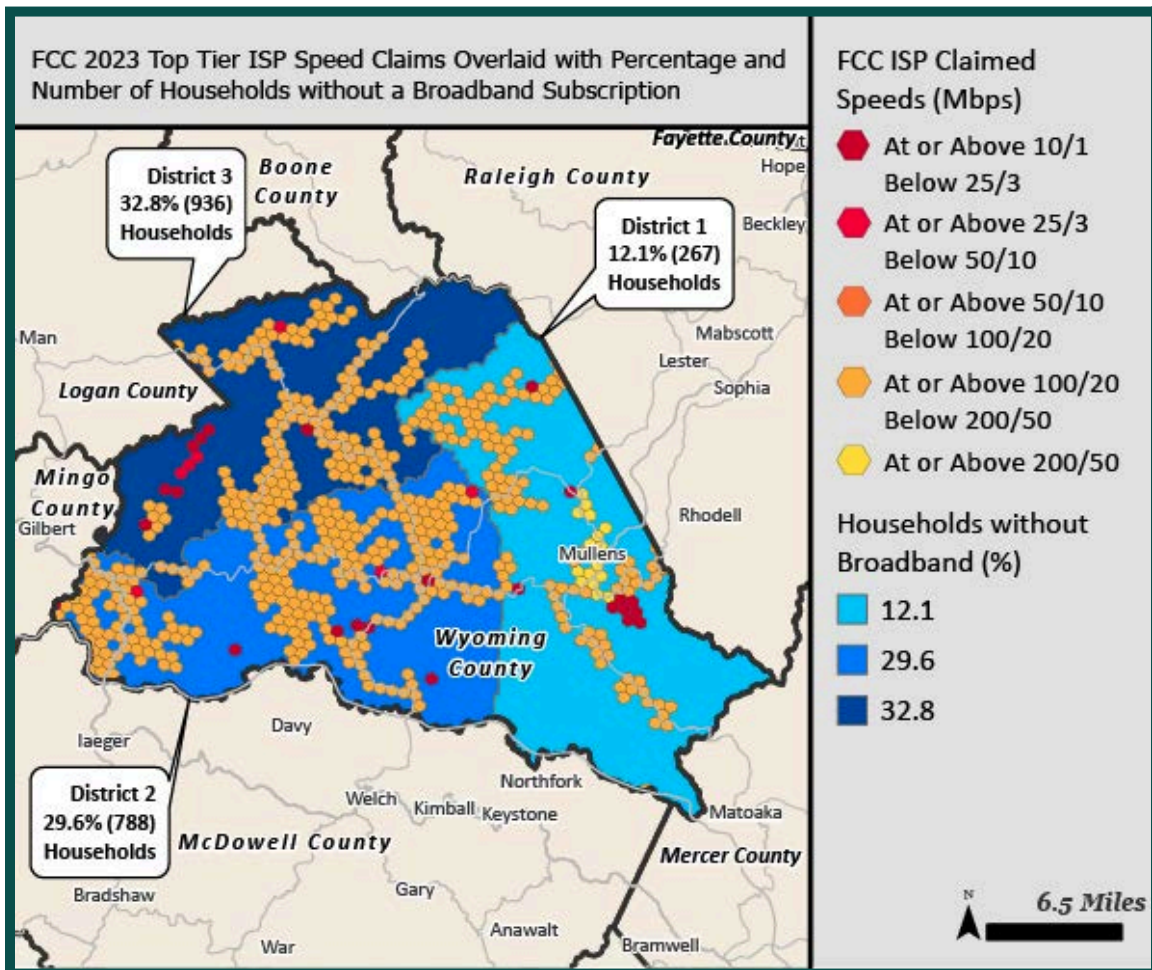 FCC 2023 Top Tier ISP Speed Claims Overlaid with Percentage and
Number of Households without a Broadband Subscription
Fayette County
Hope
Boone
County
Raleigh County
Beckley
District 3
32.8% (936)
Households
District 1
12.1% (267)
Households
Man
Mabscott
Lester
Sophia
Logan County
Mingo
County
Gilbert
Rhodell
Mullens
Wyoming
County
Davy
Iaeger
Northfork
Welch
Kimball
Keystone
Matoaka
District 2
29.6% (788)
Households
McDowell County
Mercer County
Bradshaw
Gary
Anawalt
War
Bramwell
FCC ISP Claimed
Speeds (Mbps)
At or Above 10/1
Below 25/3
At or Above 25/3
Below 50/10
At or Above 50/10
Below 100/20
At or Above 100/20
Below 200/50
At or Above 200/50
Households without
Broadband (%)
12.1
29.6
32.8
N
6.5 Miles